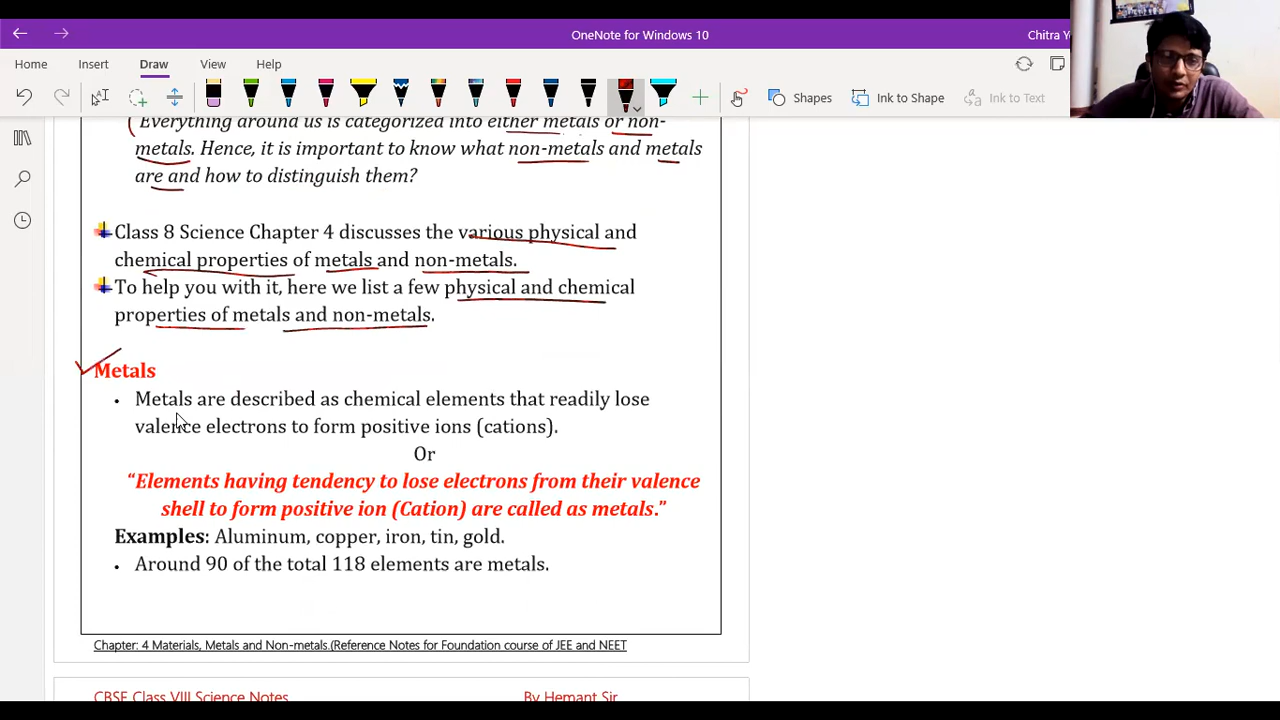 OneNote for Windows 10
Chitra Y
Home Insert Draw View Help
Shapes Ink to Shape Ink to Text
Everything around us is categorized into either metals or non-
metals. Hence, it is important to know what non-metals and metals
are and how to distinguish them?
Class 8 Science Chapter 4 discusses the various physical and
chemical properties of metals and non-metals.
To help you with it, here we list a few physical and chemical
properties of metals and non-metals.
Metals
• Metals are described as chemical elements that readily lose
valence electrons to form positive ions (cations).
Or
“Elements having tendency to lose electrons from their valence
shell to form positive ion (Cation) are called as metals.”
Examples: Aluminum, copper, iron, tin, gold.
• Around 90 of the total 118 elements are metals.
Chapter: 4 Materials, Metals and Non-metals.(Reference Notes for Foundation course of JEE and NEET
CBSE Class VIII Science Notes By Hemant Sir